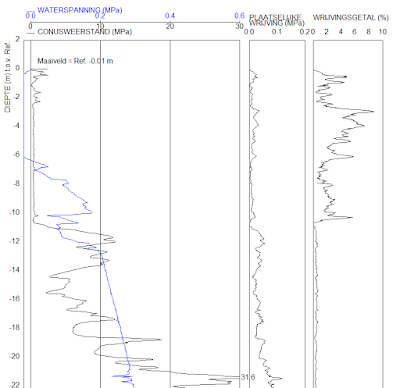 WATERSPANNING (MPa)
0.0 0.2 0.4 0.6
CONUSWEERSTAND (MPa)
0 10 20 30
PLAATSELIJKE
WRIJVING (MPa)
0.0 0.1 0.2
WRIJVINGSGETAL (%)
0 2 4 6 8 10
DIEPTE (m) t.o.v. Ref.
Maaiveld = Ref. -0.01 m
2
0
-2
-4
-6
-8
-10
-12
-14
-16
-18
-20
-22
31.6